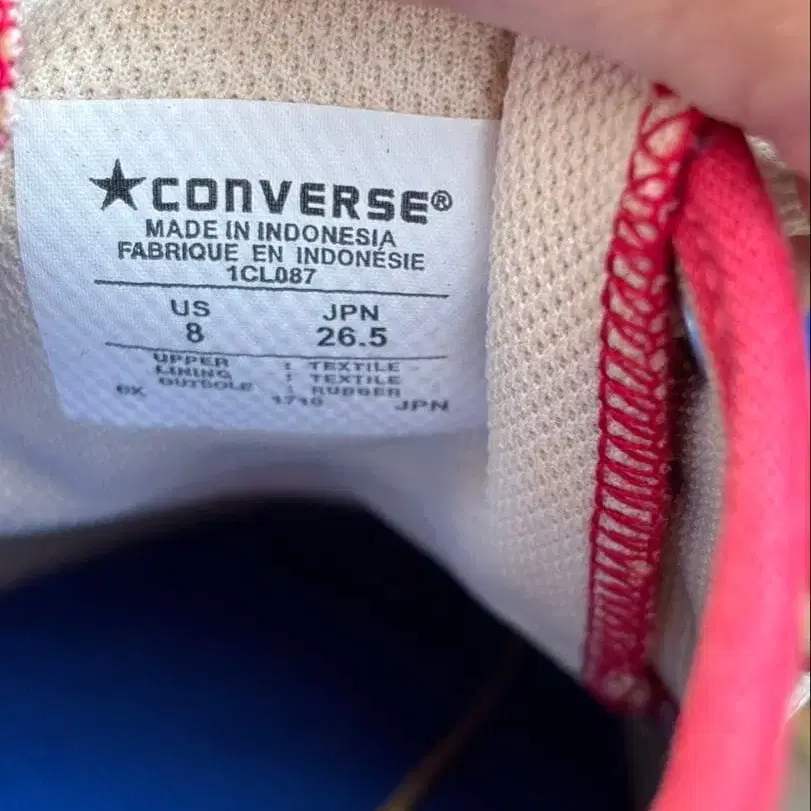 ★CONVERSE®
MADE IN INDONESIA
FABRIQUE EN INDONÉSIE
1CL087
US JPN
8 26.5
UPPER : TEXTILE
LINING : TEXTILE
OUTSOLE : RUBBER
1710 JPN